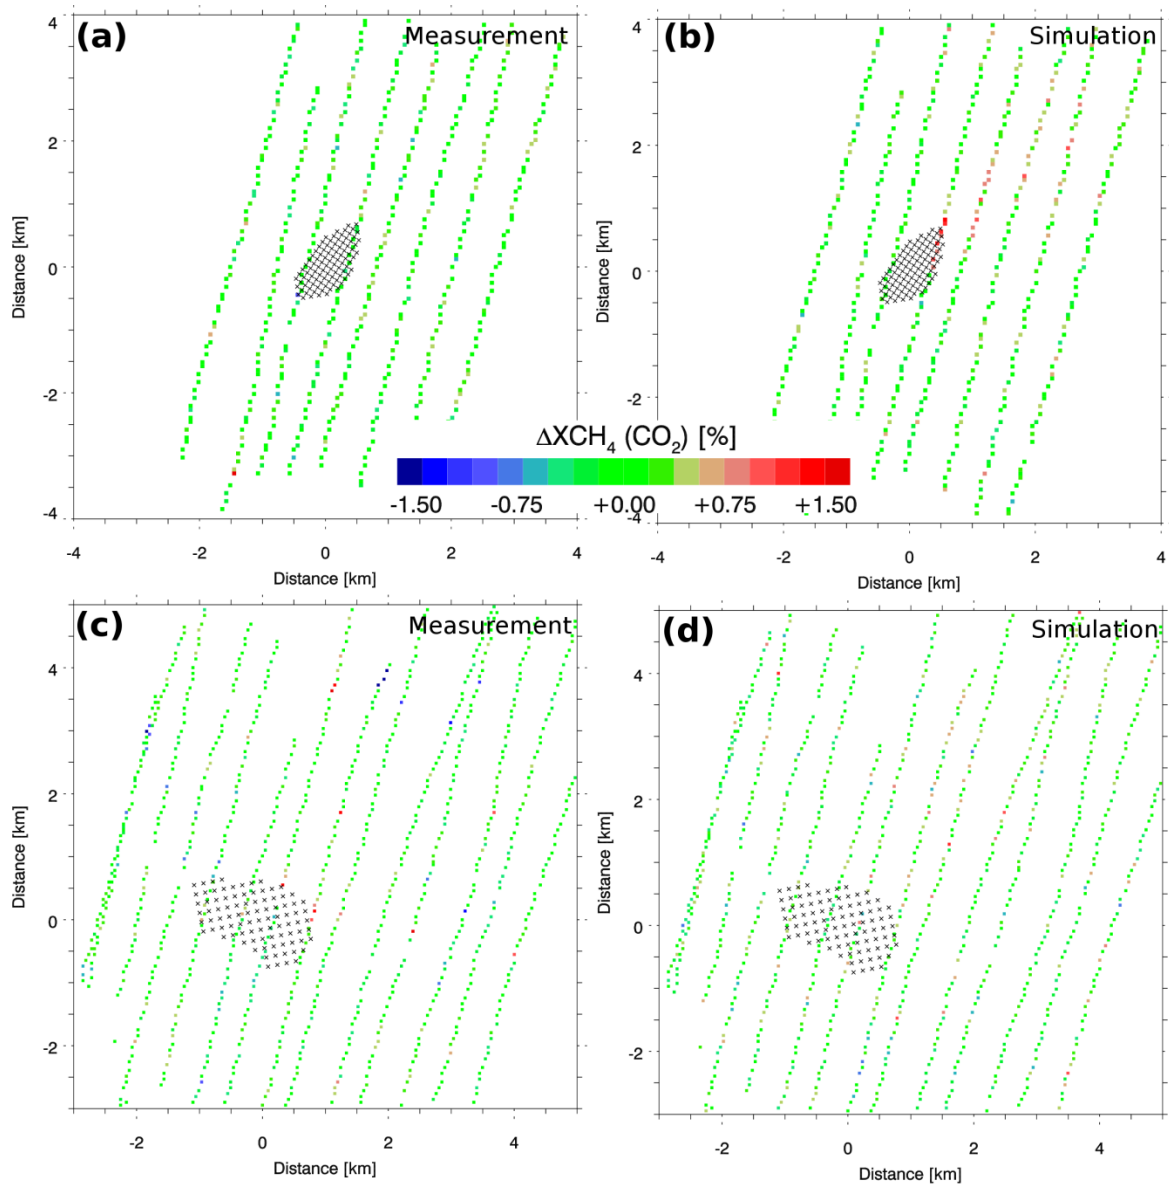 (a) Measurement
4
2
0
-2
-4
Distance [km]
-4 -2 0 2 4
Distance [km]
(b) Simulation
4
2
0
-2
-4
Distance [km]
-4 -2 0 2 4
Distance [km]
ΔXCH₄ (CO₂) [%]
-1.50 -0.75 +0.00 +0.75 +1.50
(c) Measurement
4
2
0
-2
Distance [km]
-2 0 2 4
Distance [km]
(d) Simulation
4
2
0
-2
Distance [km]
-2 0 2 4
Distance [km]